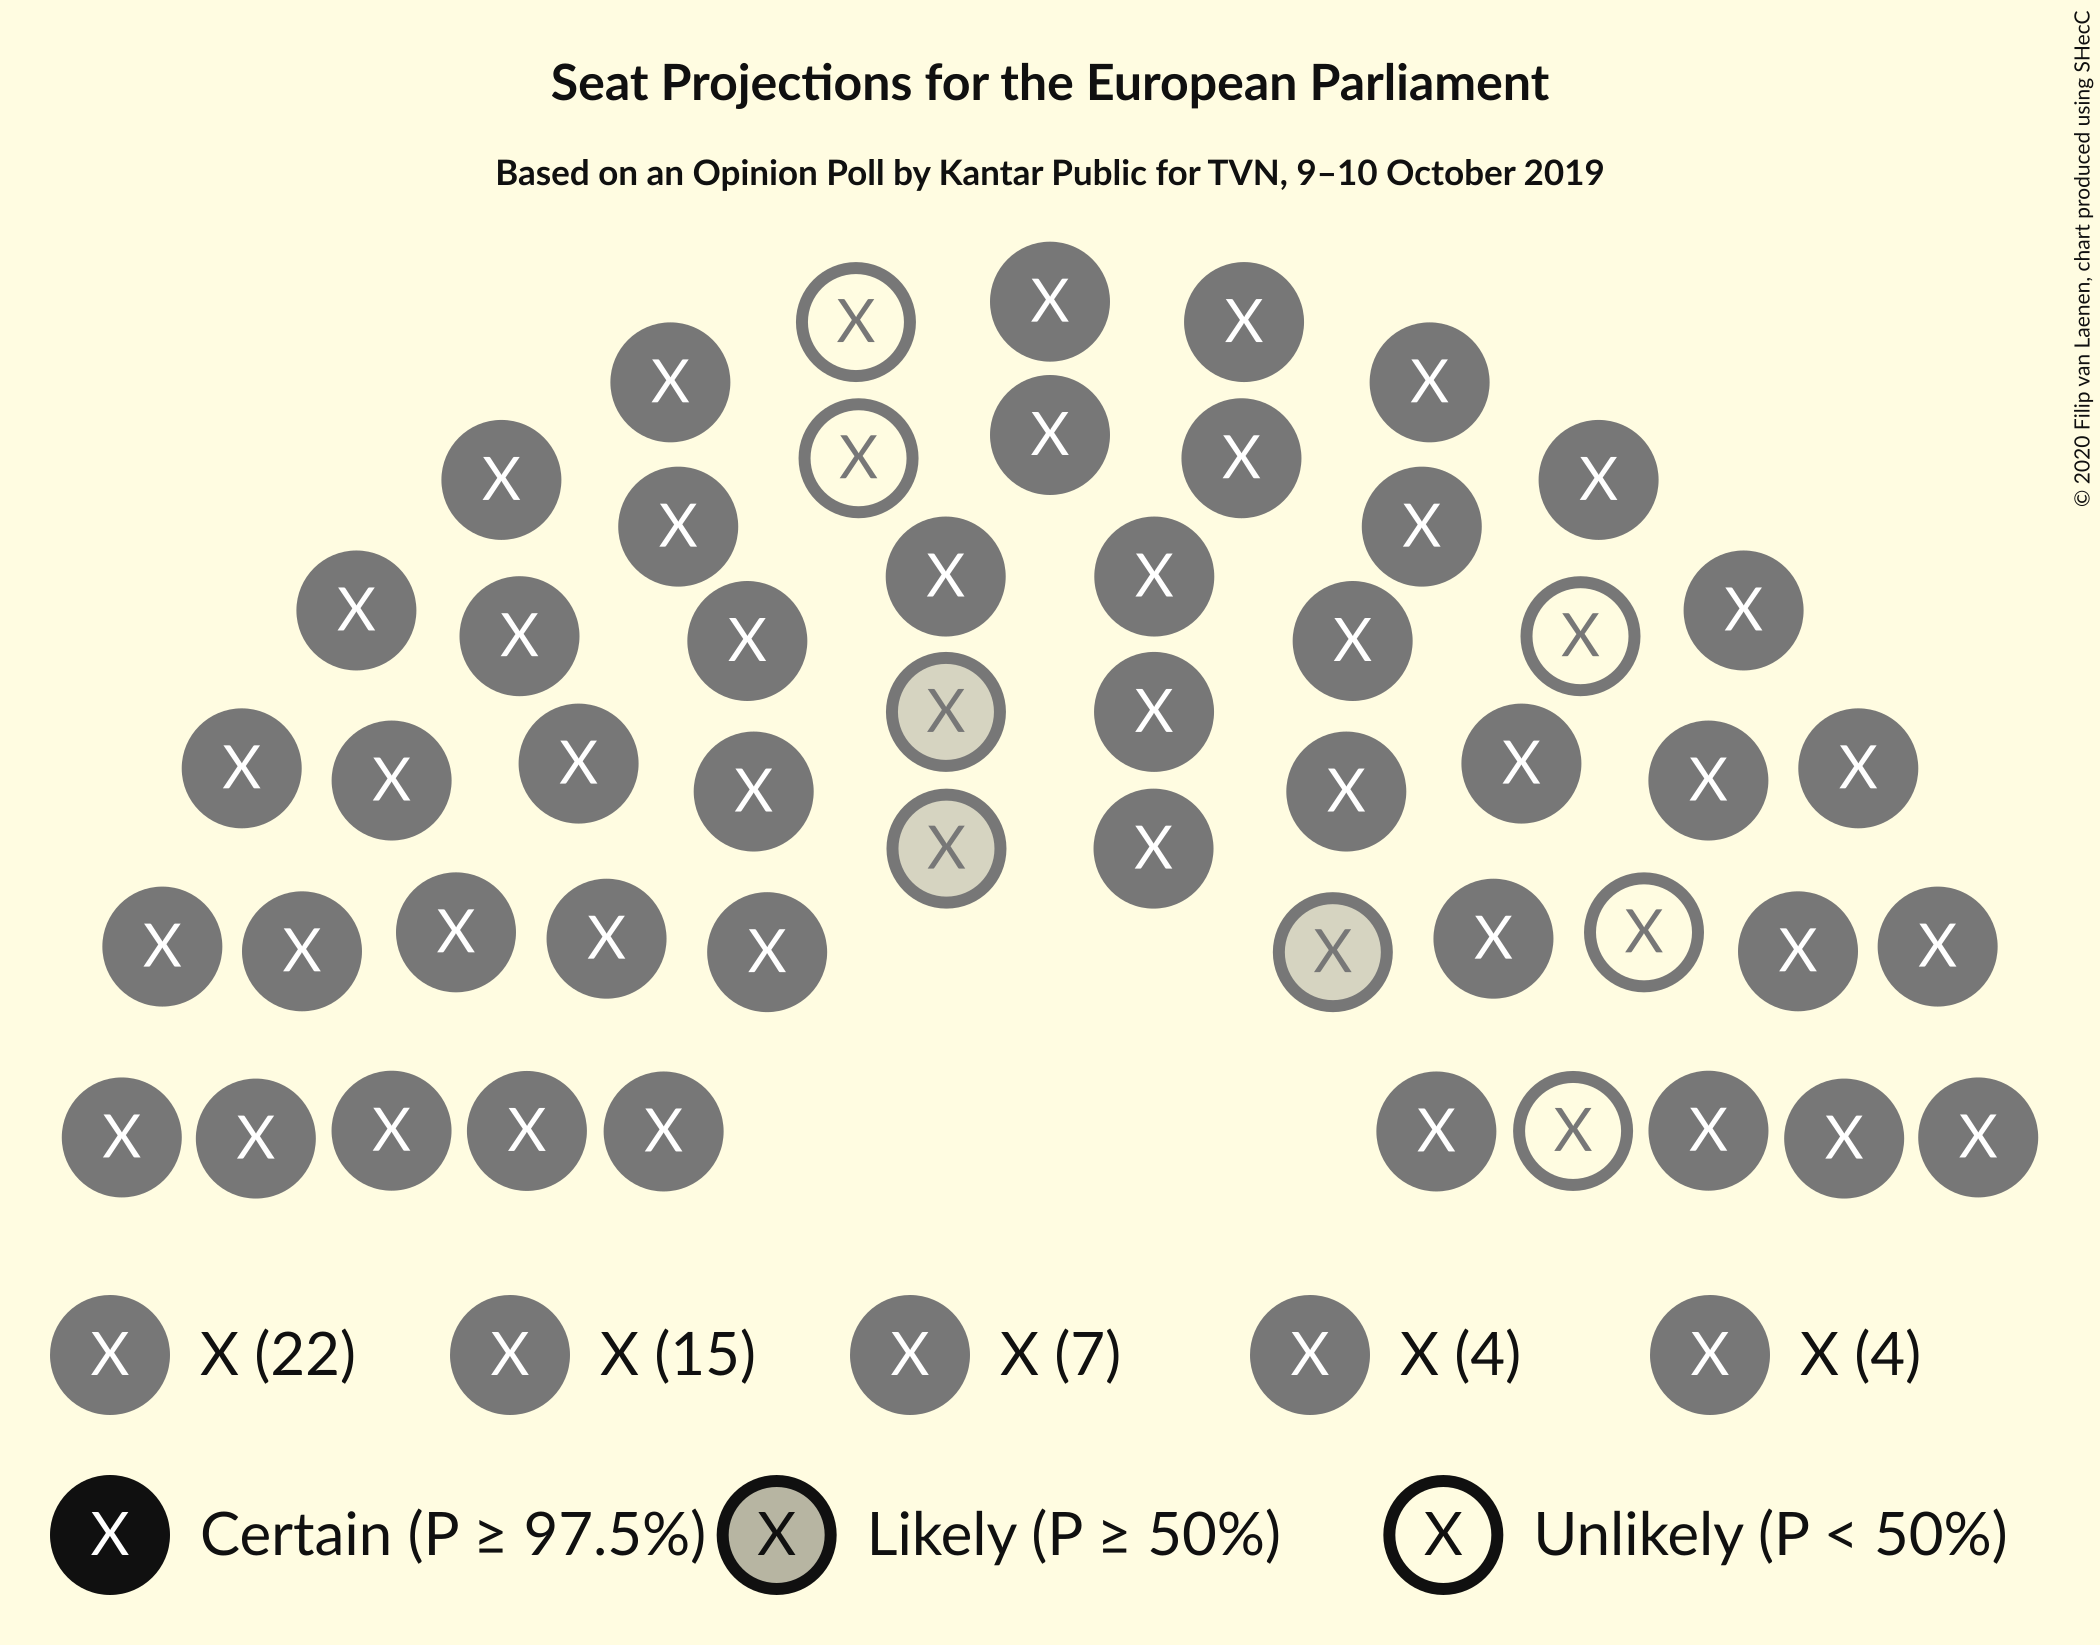 Seat Projections for the European Parliament
Based on an Opinion Poll by Kantar Public for TVN, 9–10 October 2019
© 2020 Filip van Laenen, chart produced using SHecC
X X X
X X
X X X
X X
X X
X X
X X
X X
X X X X
X X
X X X X
X X
X X
X X X X
X X
X X
X X X X
X X X X
X X
X X X X X X X X
X X
X X (22) X X (15) X X (7) X X (4) X X (4)
X Certain (P ≥ 97.5%) X Likely (P ≥ 50%) X Unlikely (P < 50%)